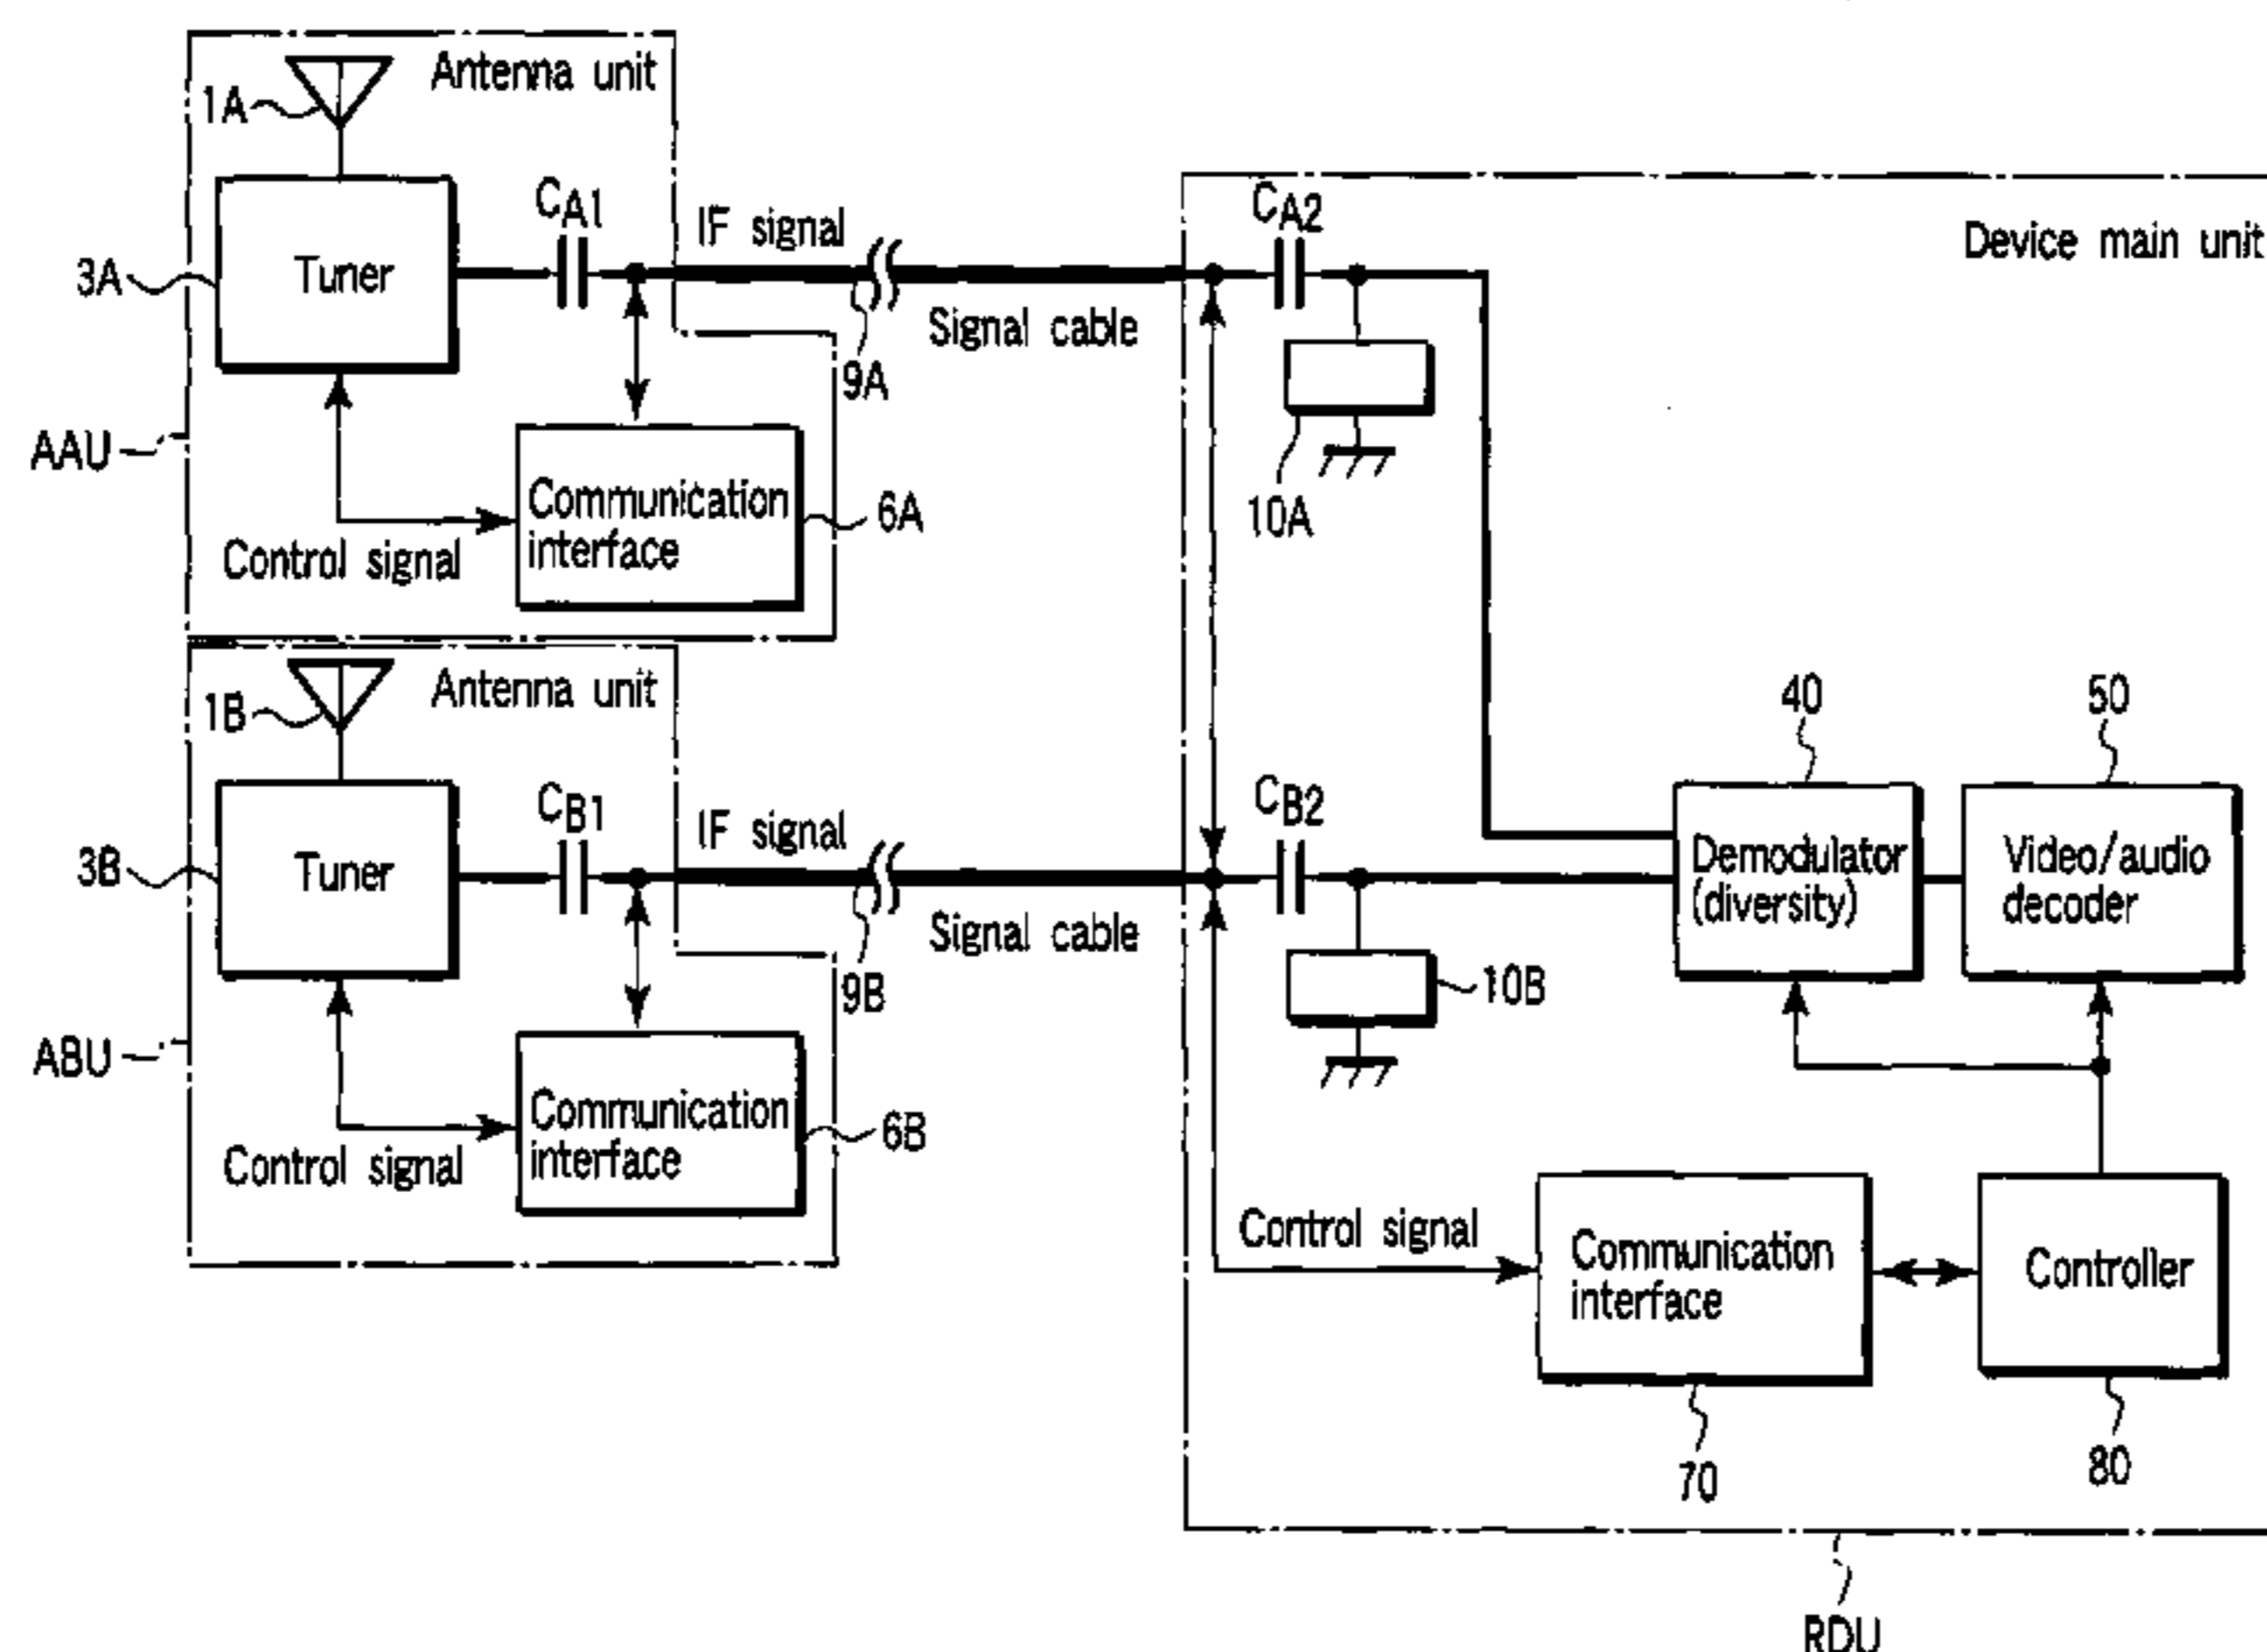 Antenna unit
1A
CA1
IF signal
CA2
Device main unit
3A
Tuner
Signal cable
9A
AAU
10A
Communication
interface
6A
Control signal
Antenna unit
1B
40
50
CB1
IF signal
CB2
3B
Tuner
Demodulator
(diversity)
Video/audio
decoder
Signal cable
9B
10B
ABU
Communication
interface
6B
Control signal
Control signal
Communication
interface
Controller
70
80
RDU